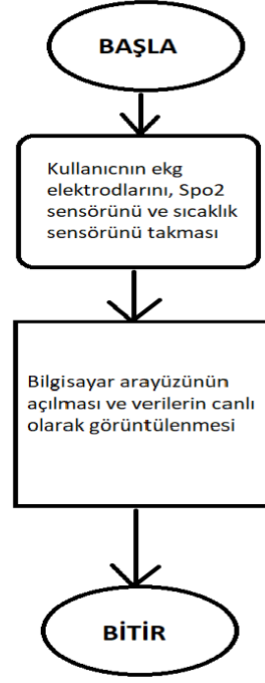 BAŞLA
Kullanıcnın ekg
elektrodlarını, Spo2
sensörünü ve sıcaklık
sensörünü takması
Bilgisayar arayüzünün
açılması ve verilerin canlı
olarak görüntülenmesi
BİTİR